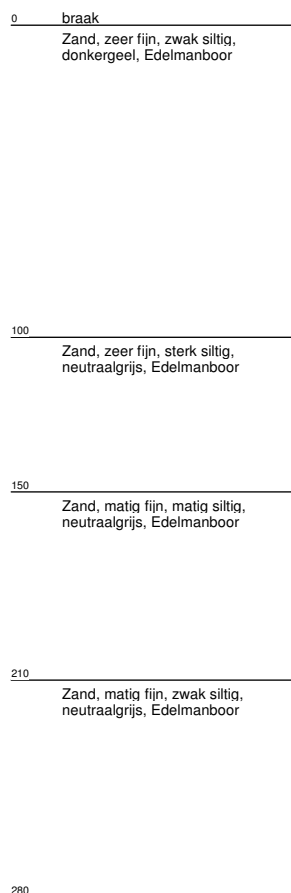 0 braak
Zand, zeer fijn, zwak siltig,
donkergeel, Edelmanboor
100
Zand, zeer fijn, sterk siltig,
neutraalgrijs, Edelmanboor
150
Zand, matig fijn, matig siltig,
neutraalgrijs, Edelmanboor
210
Zand, matig fijn, zwak siltig,
neutraalgrijs, Edelmanboor
280